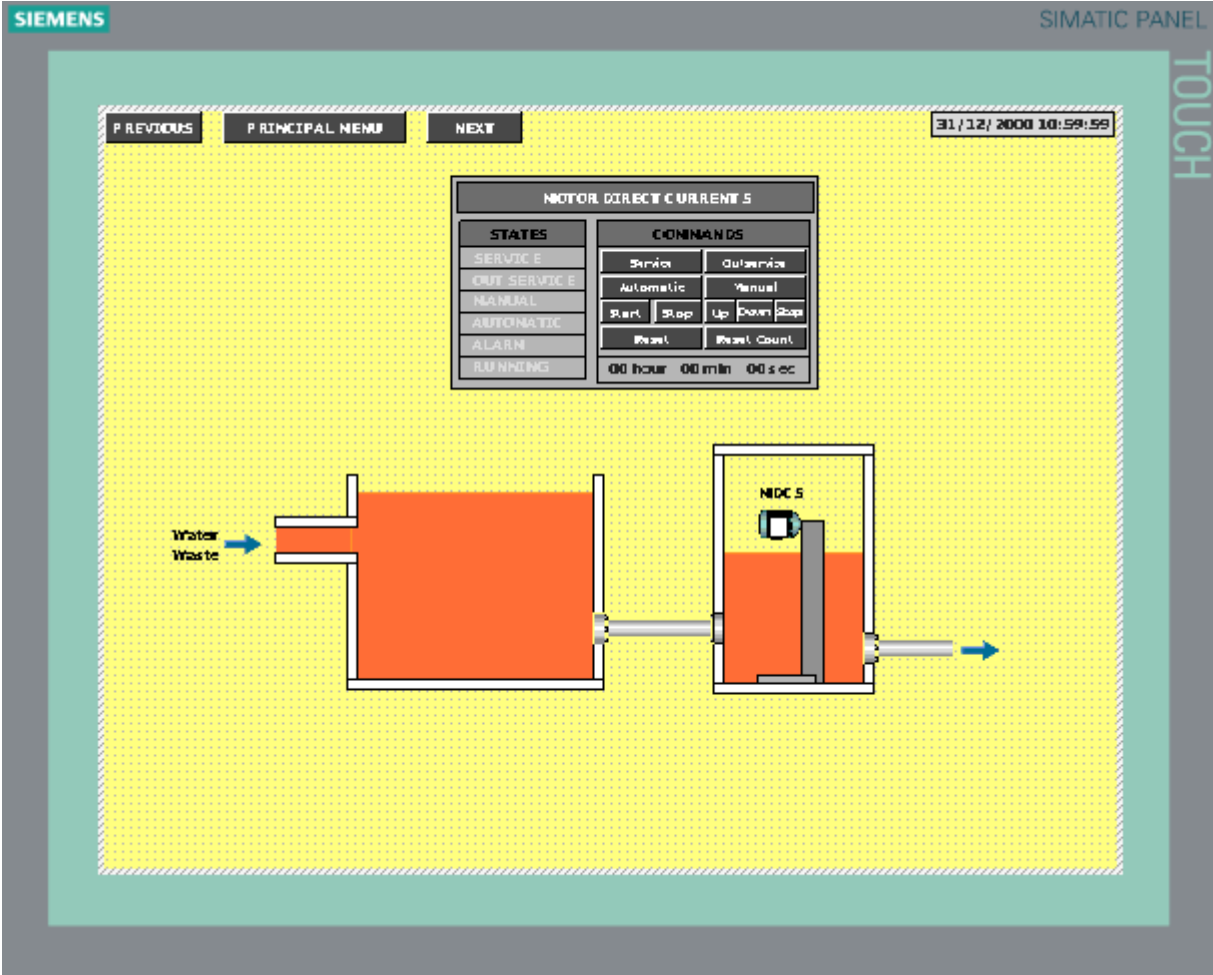 SIEMENS
SIMATIC PANEL
TOUCH
PREVIOUS
PRINCIPAL MENU
NEXT
31/12/2000 10:59:59
MOTOR DIRECT CURRENT 5
STATES
COMMANDS
SERVICE
OUT SERVICE
MANUAL
AUTOMATIC
ALARM
RUNNING
Service
Outservice
Automatic
Manual
Start
Stop
Up
Down
Stop
Reset
Reset Count
00 hour 00 min 00 sec
MDC 5
Water
Waste